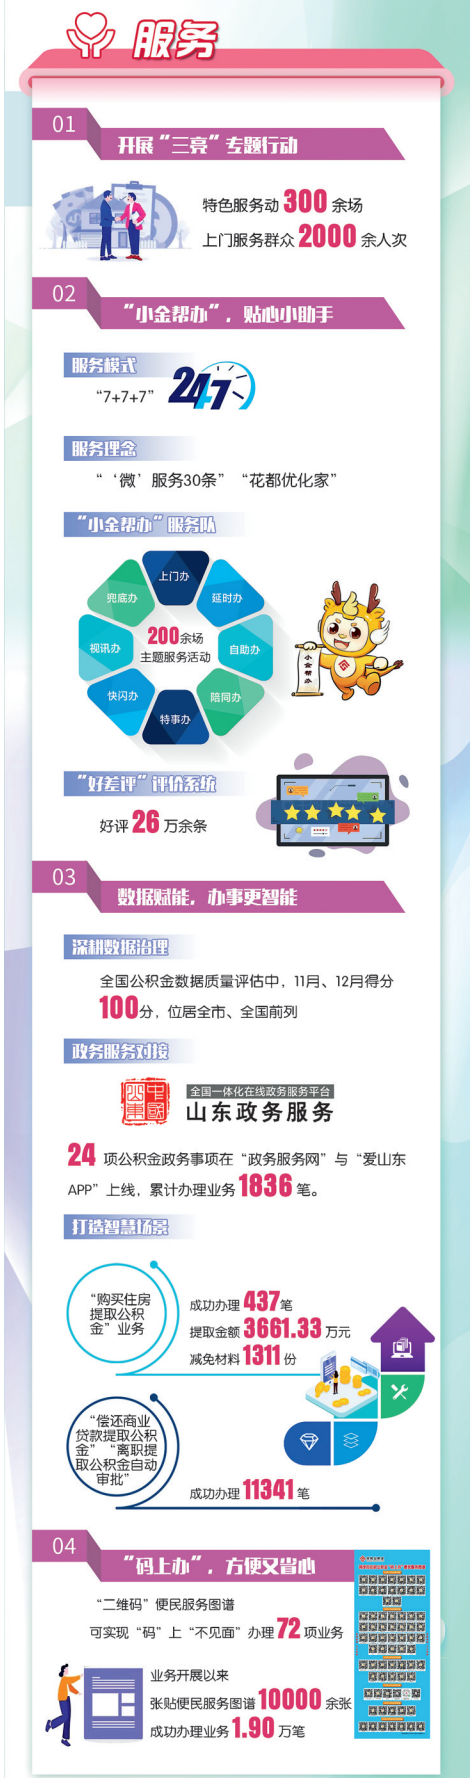 服务
01
开展“三亮”专题行动
特色服务动 300 余场
上门服务群众 2000 余人次
02
“小金帮办”，贴心小助手
服务模式
“7+7+7”
24 7
服务理念
“‘微’服务30条” “花都优化家”
“小金帮办”服务队
上门办
兜底办
延时办
200余场
主题服务活动
视讯办
自助办
快闪办
陪同办
特事办
小金帮办
“好差评”评价系统
好评 26 万余条
03
数据赋能，办事更智能
深耕数据治理
全国公积金数据质量评估中，11月、12月得分
100分，位居全市、全国前列
政务服务对接
山东
中國
全国一体化在线政务服务平台
山东政务服务
24 项公积金政务事项在“政务服务网”与“爱山东
APP”上线，累计办理业务 1836 笔。
打造智慧场景
“购买住房
提取公积
金”业务
成功办理 437 笔
提取金额 3661.33 万元
减免材料 1311 份
“偿还商业
贷款提取公积
金”“离职提
取公积金自动
审批”
成功办理 11341 笔
04
“码上办”，方便又省心
“二维码”便民服务图谱
可实现“码”上“不见面”办理 72 项业务
业务开展以来
张贴便民服务图谱 10000 余张
成功办理业务 1.90 万笔